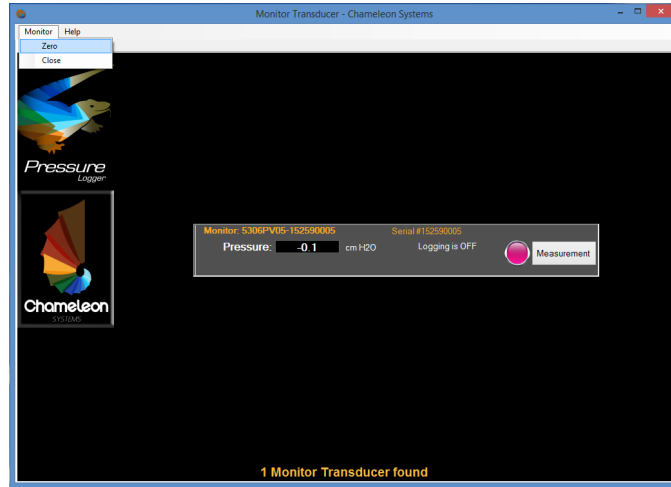 Monitor Transducer - Chameleon Systems
Monitor Help
Zero
Close
Pressure
Logger
Monitor: 5306PV05-152590005 Serial #152590005
Pressure: -0.1 cm H2O Logging is OFF Measurement
Chameleon
SYSTEMS
1 Monitor Transducer found